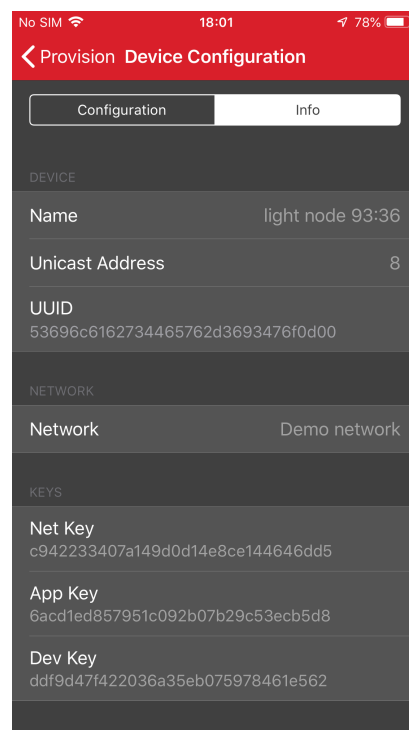 No SIM 18:01 78%
Provision Device Configuration
Configuration Info
DEVICE
Name light node 93:36
Unicast Address 8
UUID
53696c6162734465762d3693476f0d00
NETWORK
Network Demo network
KEYS
Net Key
c942233407a149d0d14e8ce144646dd5
App Key
6acd1ed857951c092b07b29c53ecb5d8
Dev Key
ddf9d47f422036a35eb075978461e562